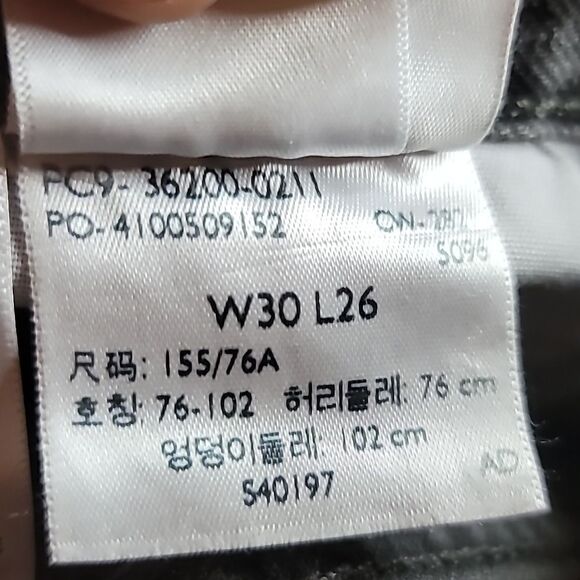 PC9-36200-0211
PO-4100509152 CW-282
S096
W30 L26
尺码: 155/76A
호칭: 76-102 허리둘레: 76 cm
엉덩이둘레: 102 cm
AD
S40197